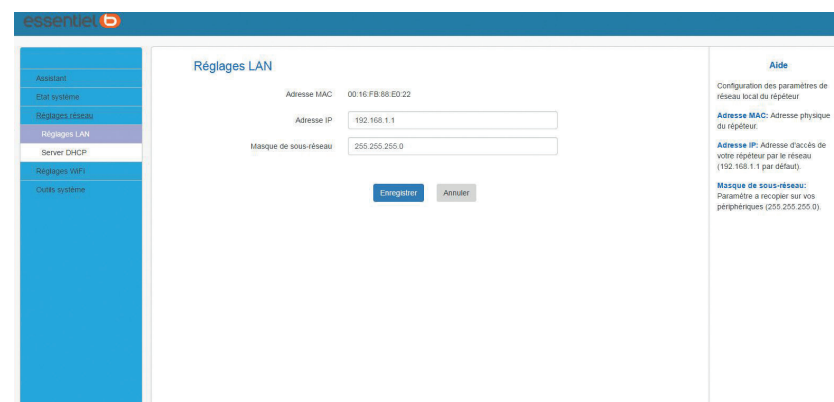 essentiel b
Assistant
Etat système
Réglages réseau
Réglages LAN
Server DHCP
Réglages WiFi
Outils système
Réglages LAN
Adresse MAC 00:16:FB:88:E0:22
Adresse IP 192.168.1.1
Masque de sous-réseau 255.255.255.0
Enregistrer Annuler
Aide
Configuration des paramètres de
réseau local du répéteur
Adresse MAC: Adresse physique
du répéteur.
Adresse IP: Adresse d'accés de
votre répéteur par le réseau
(192.168.1.1 par défaut).
Masque de sous-réseau:
Paramètre a recopier sur vos
périphériques (255.255.255.0).